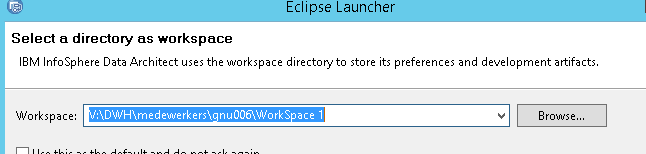 Eclipse Launcher
Select a directory as workspace
IBM InfoSphere Data Architect uses the workspace directory to store its preferences and development artifacts.
Workspace: V:\DWH\medewerkers\gnu006\WorkSpace 1 Browse...
Use this as the default and do not ask again